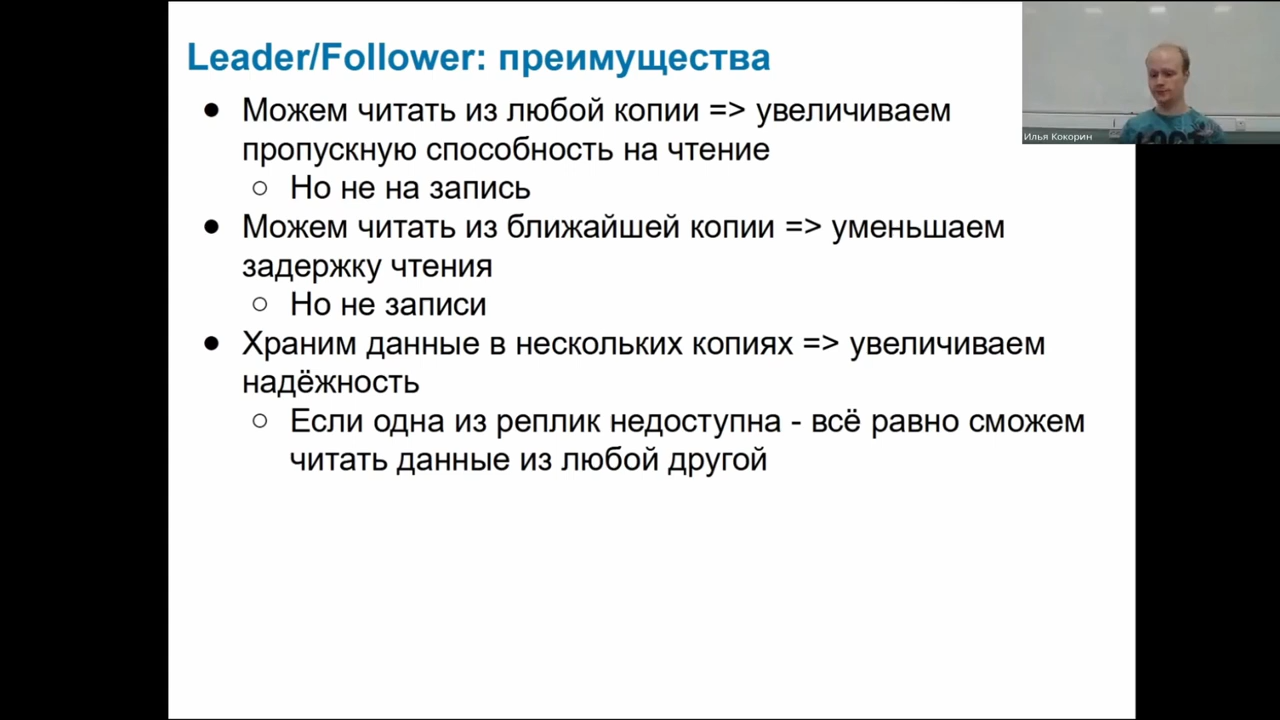 Leader/Follower: преимущества
● Можем читать из любой копии => увеличиваем
пропускную способность на чтение
○ Но не на запись
● Можем читать из ближайшей копии => уменьшаем
задержку чтения
○ Но не записи
● Храним данные в нескольких копиях => увеличиваем
надёжность
○ Если одна из реплик недоступна - всё равно сможем
читать данные из любой другой
Илья Кокорин